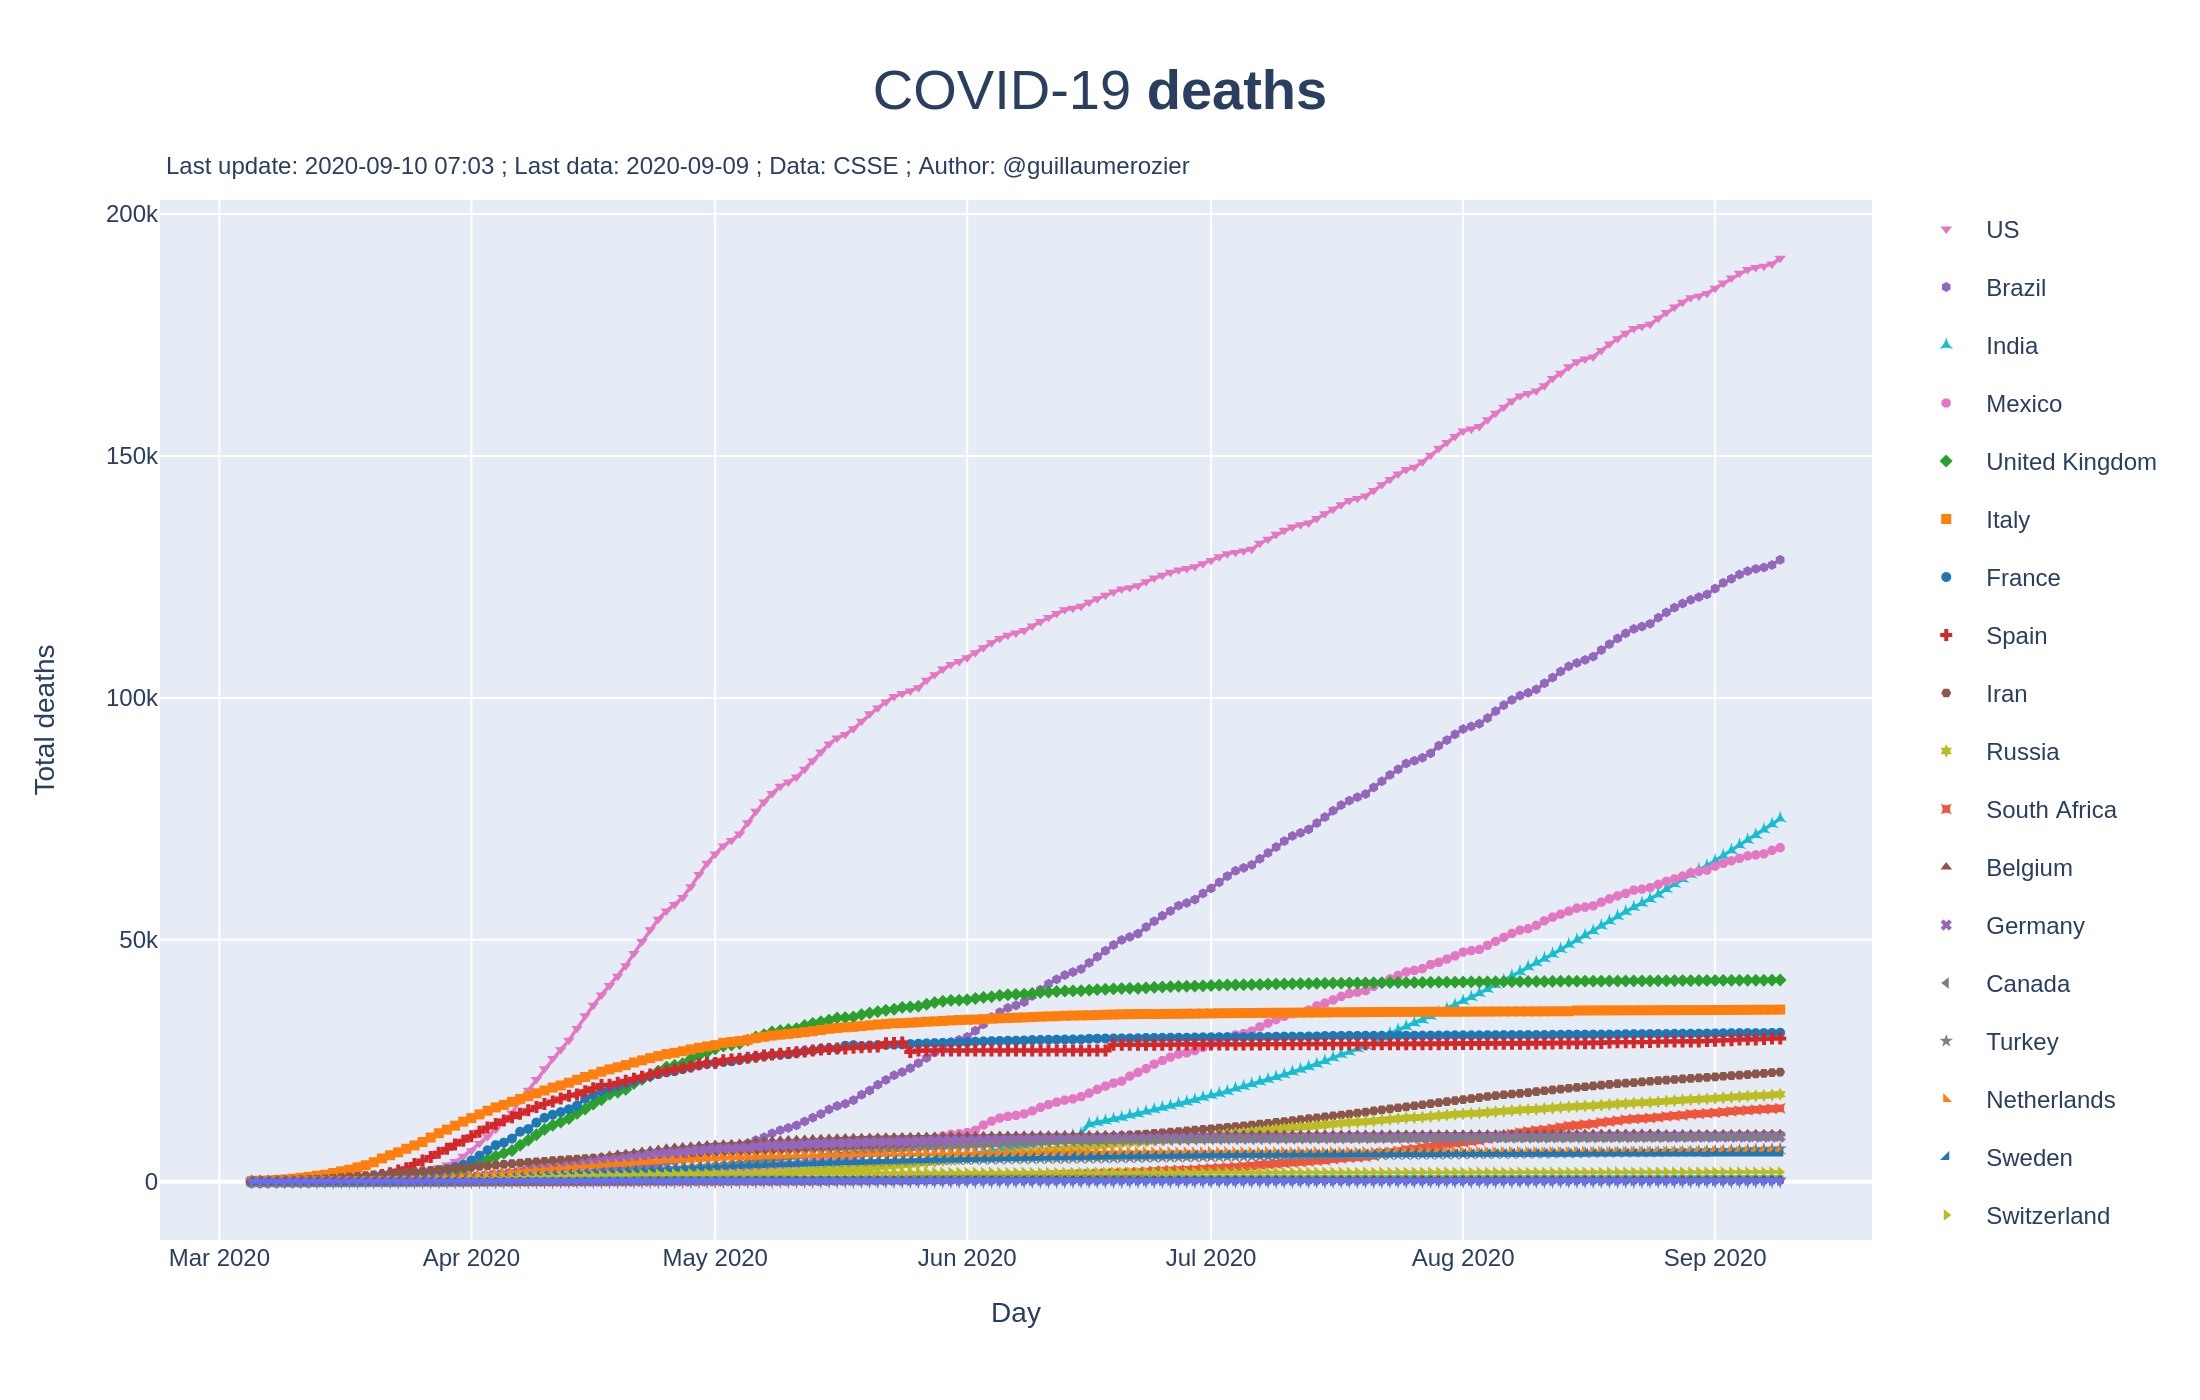 COVID-19 deaths
Last update: 2020-09-10 07:03 ; Last data: 2020-09-09 ; Data: CSSE ; Author: @guillaumerozier
200k
150k
100k
50k
0
Total deaths
Mar 2020
Apr 2020
May 2020
Jun 2020
Jul 2020
Aug 2020
Sep 2020
Day
US
Brazil
India
Mexico
United Kingdom
Italy
France
Spain
Iran
Russia
South Africa
Belgium
Germany
Canada
Turkey
Netherlands
Sweden
Switzerland